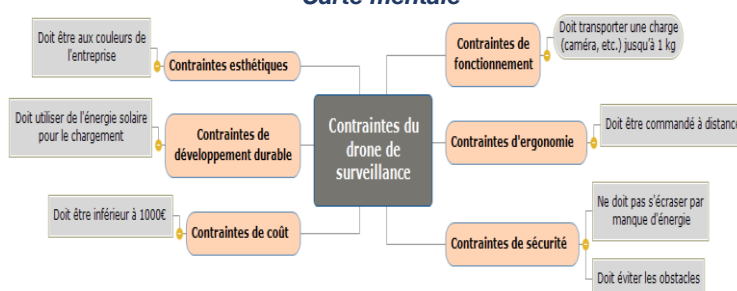 Carte mentale
Doit être aux couleurs de
l'entreprise
Contraintes esthétiques
Doit utiliser de l'énergie solaire
pour le chargement
Contraintes de
développement durable
Doit être inférieur à 1000€
Contraintes de coût
Contraintes du
drone de
surveillance
Contraintes de
fonctionnement
Doit transporter une charge
(caméra, etc.) jusqu'à 1 kg
Contraintes d'ergonomie
Doit être commandé à distance
Contraintes de sécurité
Ne doit pas s'écraser par
manque d'énergie
Doit éviter les obstacles